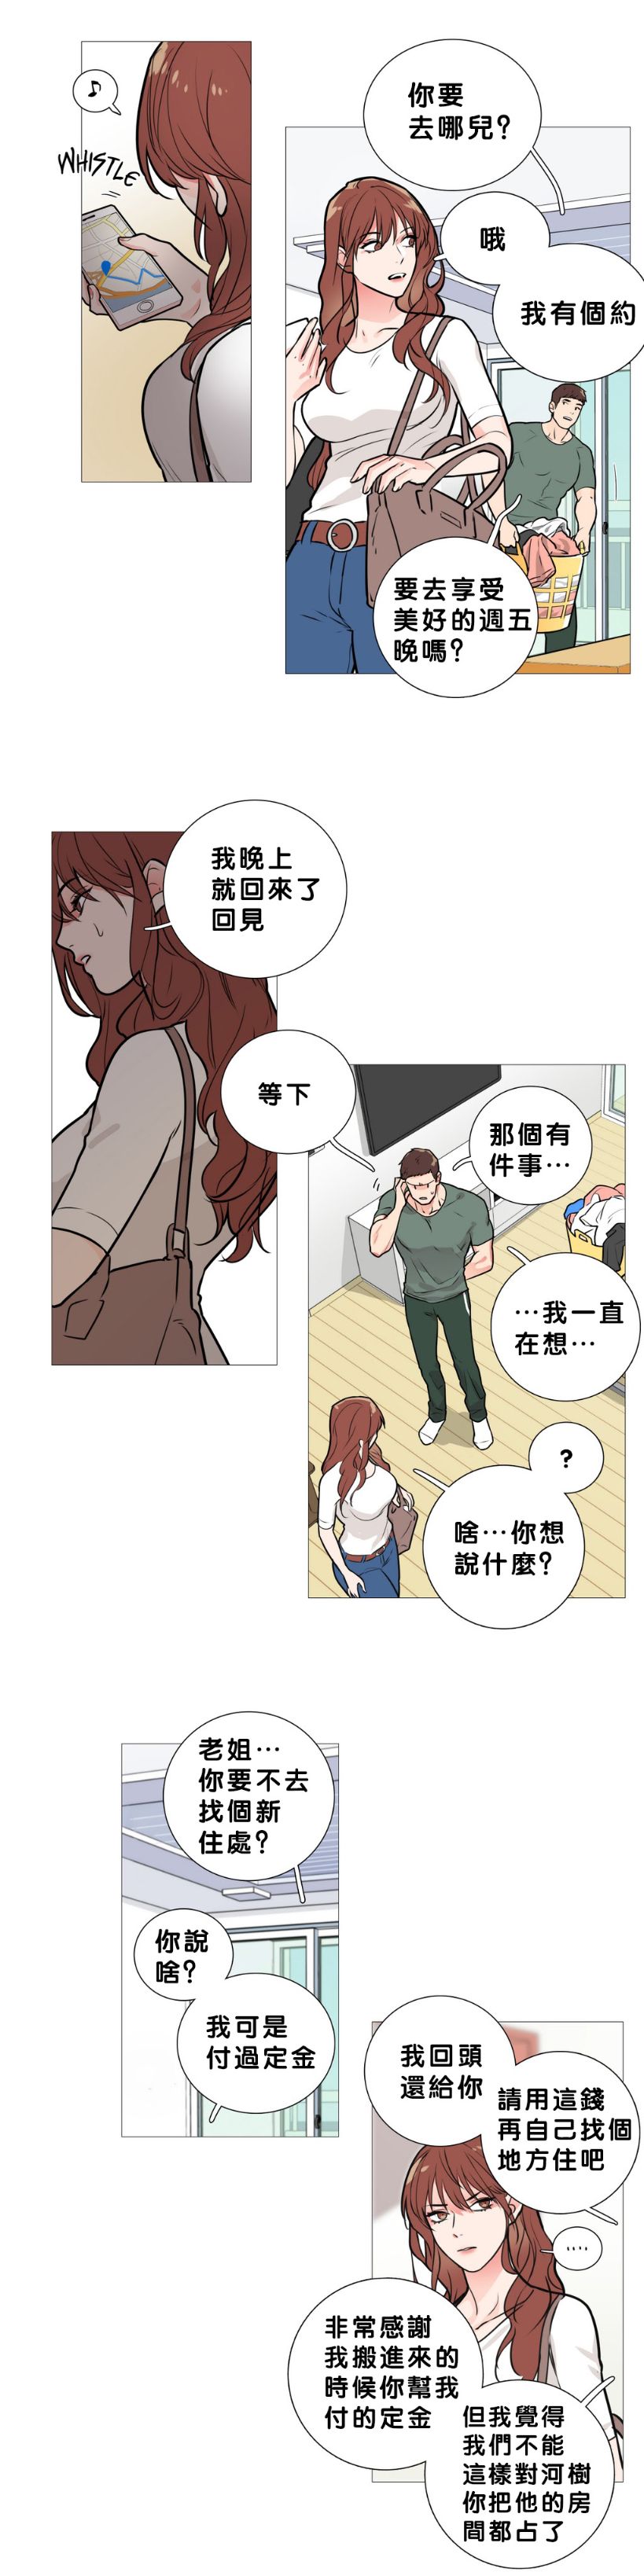 ♪
WHISTLE
你要
去哪兒?
哦
我有個約
要去享受
美好的週五
晚嗎?
我晚上
就回來了
回見
等下
那個有
件事…
…我一直
在想…
?
啥…你想
說什麼?
老姐…
你要不去
找個新
住處?
你說
啥?
我可是
付過定金
我回頭
還給你
請用這錢
再自己找個
地方住吧
....
非常感謝
我搬進來的
時候你幫我
付的定金
但我覺得
我們不能
這樣對河樹
你把他的房
間都占了